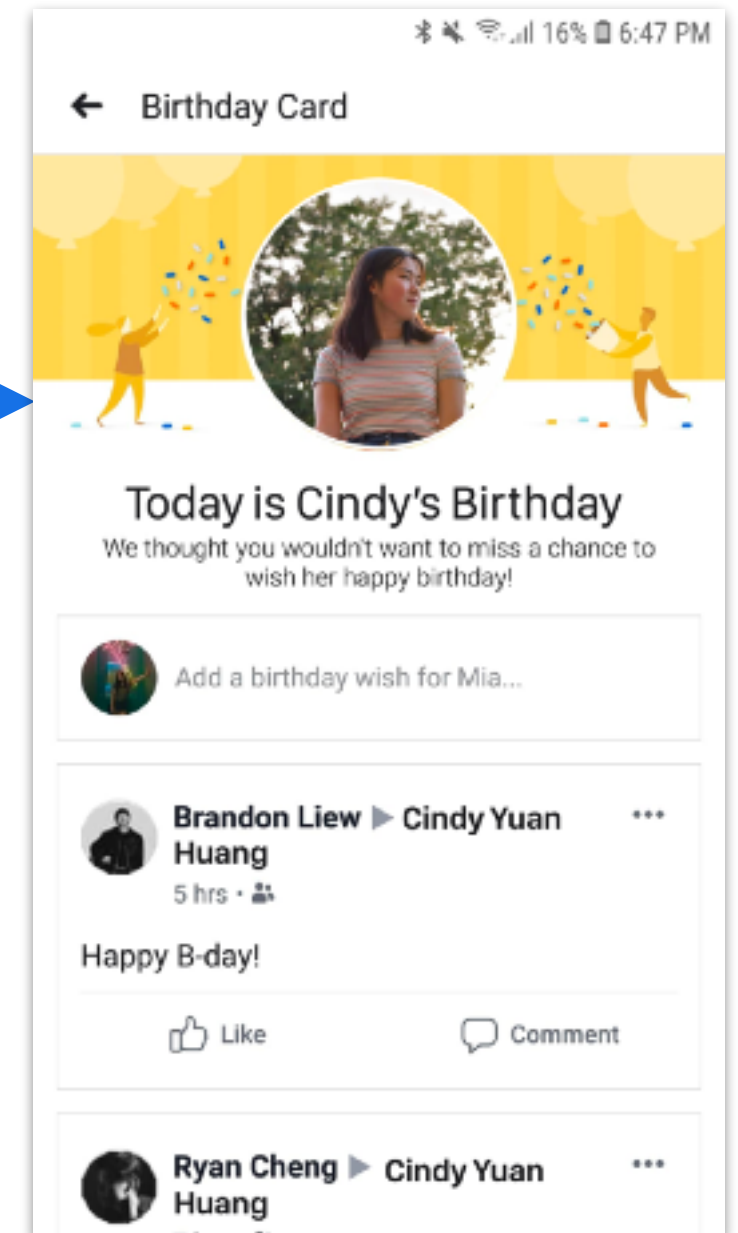 16% 6:47 PM
Birthday Card
Today is Cindy's Birthday
We thought you wouldn't want to miss a chance to
wish her happy birthday!
Add a birthday wish for Mia...
Brandon Liew ▶ Cindy Yuan
Huang
5 hrs ·
Happy B-day!
Like Comment
Ryan Cheng ▶ Cindy Yuan
Huang